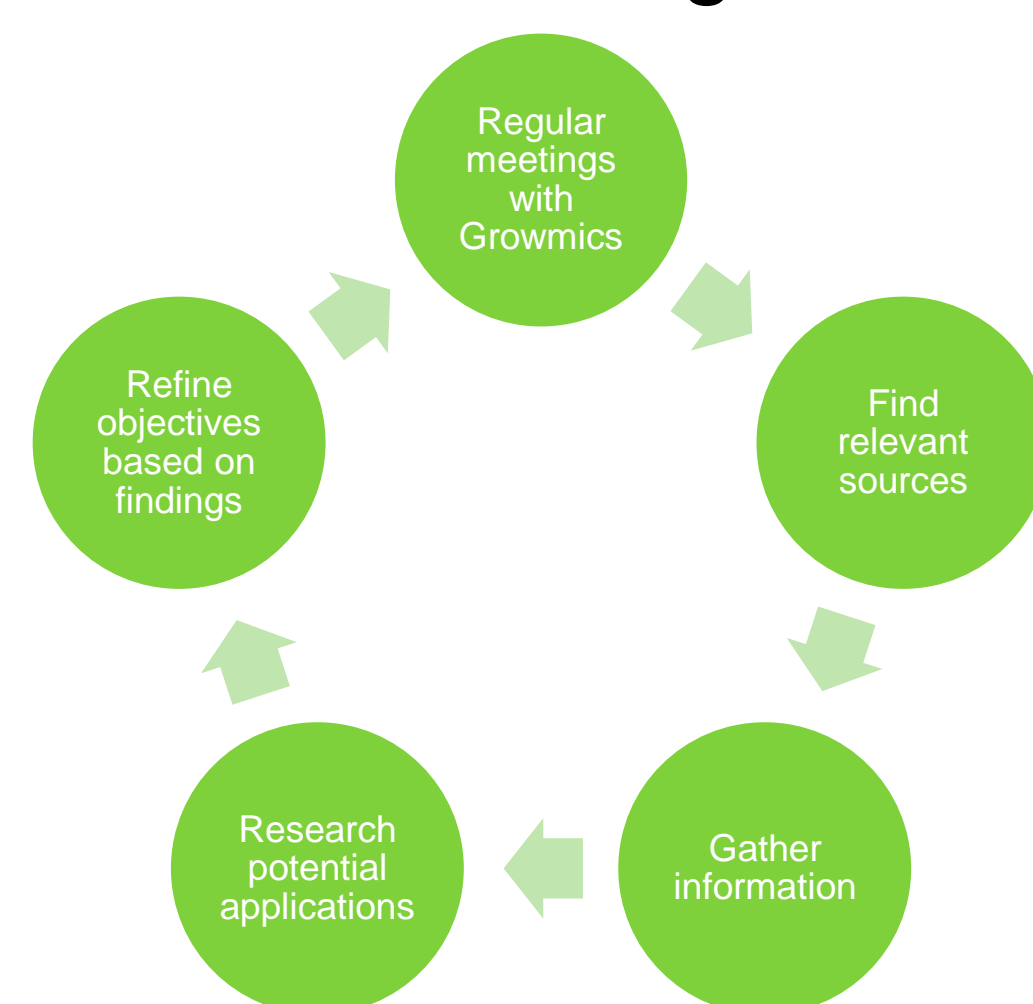 Regular
meetings
with
Growmics
Find
relevant
sources
Gather
information
Research
potential
applications
Refine
objectives
based on
findings